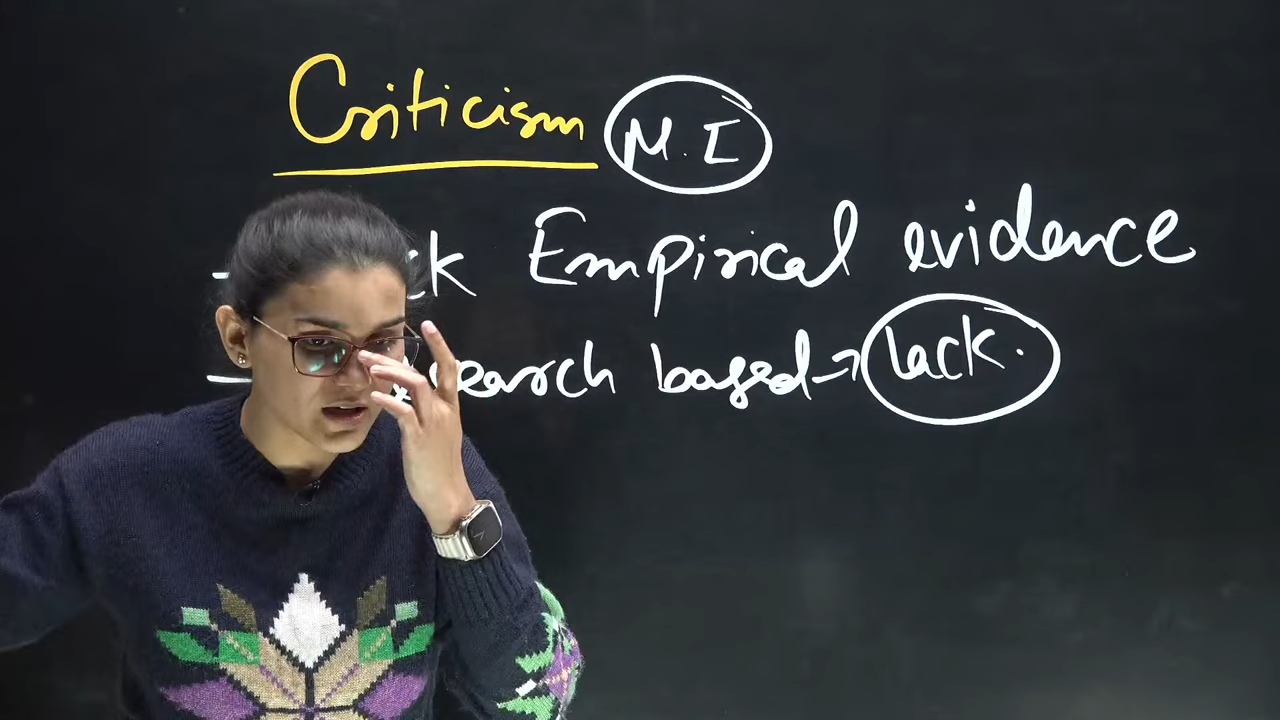 Criticism M.I
Empirical evidence
based → lack.